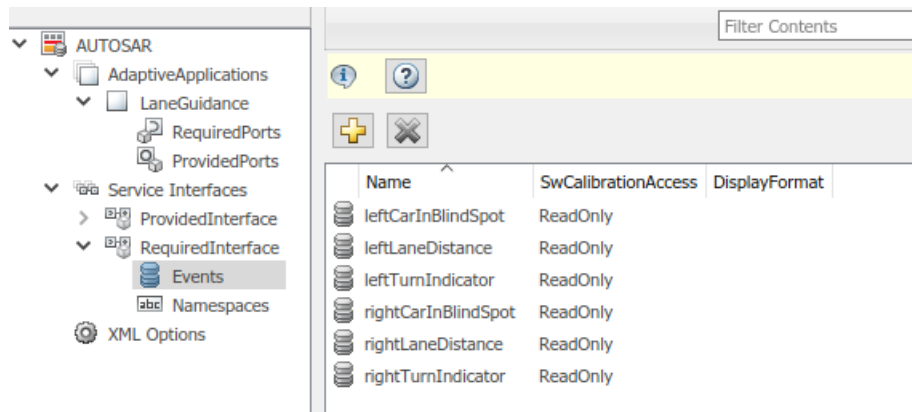 Filter Contents
AUTOSAR
AdaptiveApplications
LaneGuidance
RequiredPorts
ProvidedPorts
Service Interfaces
ProvidedInterface
RequiredInterface
Events
abc Namespaces
XML Options
Name SwCalibrationAccess DisplayFormat
leftCarInBlindSpot ReadOnly
leftLaneDistance ReadOnly
leftTurnIndicator ReadOnly
rightCarInBlindSpot ReadOnly
rightLaneDistance ReadOnly
rightTurnIndicator ReadOnly